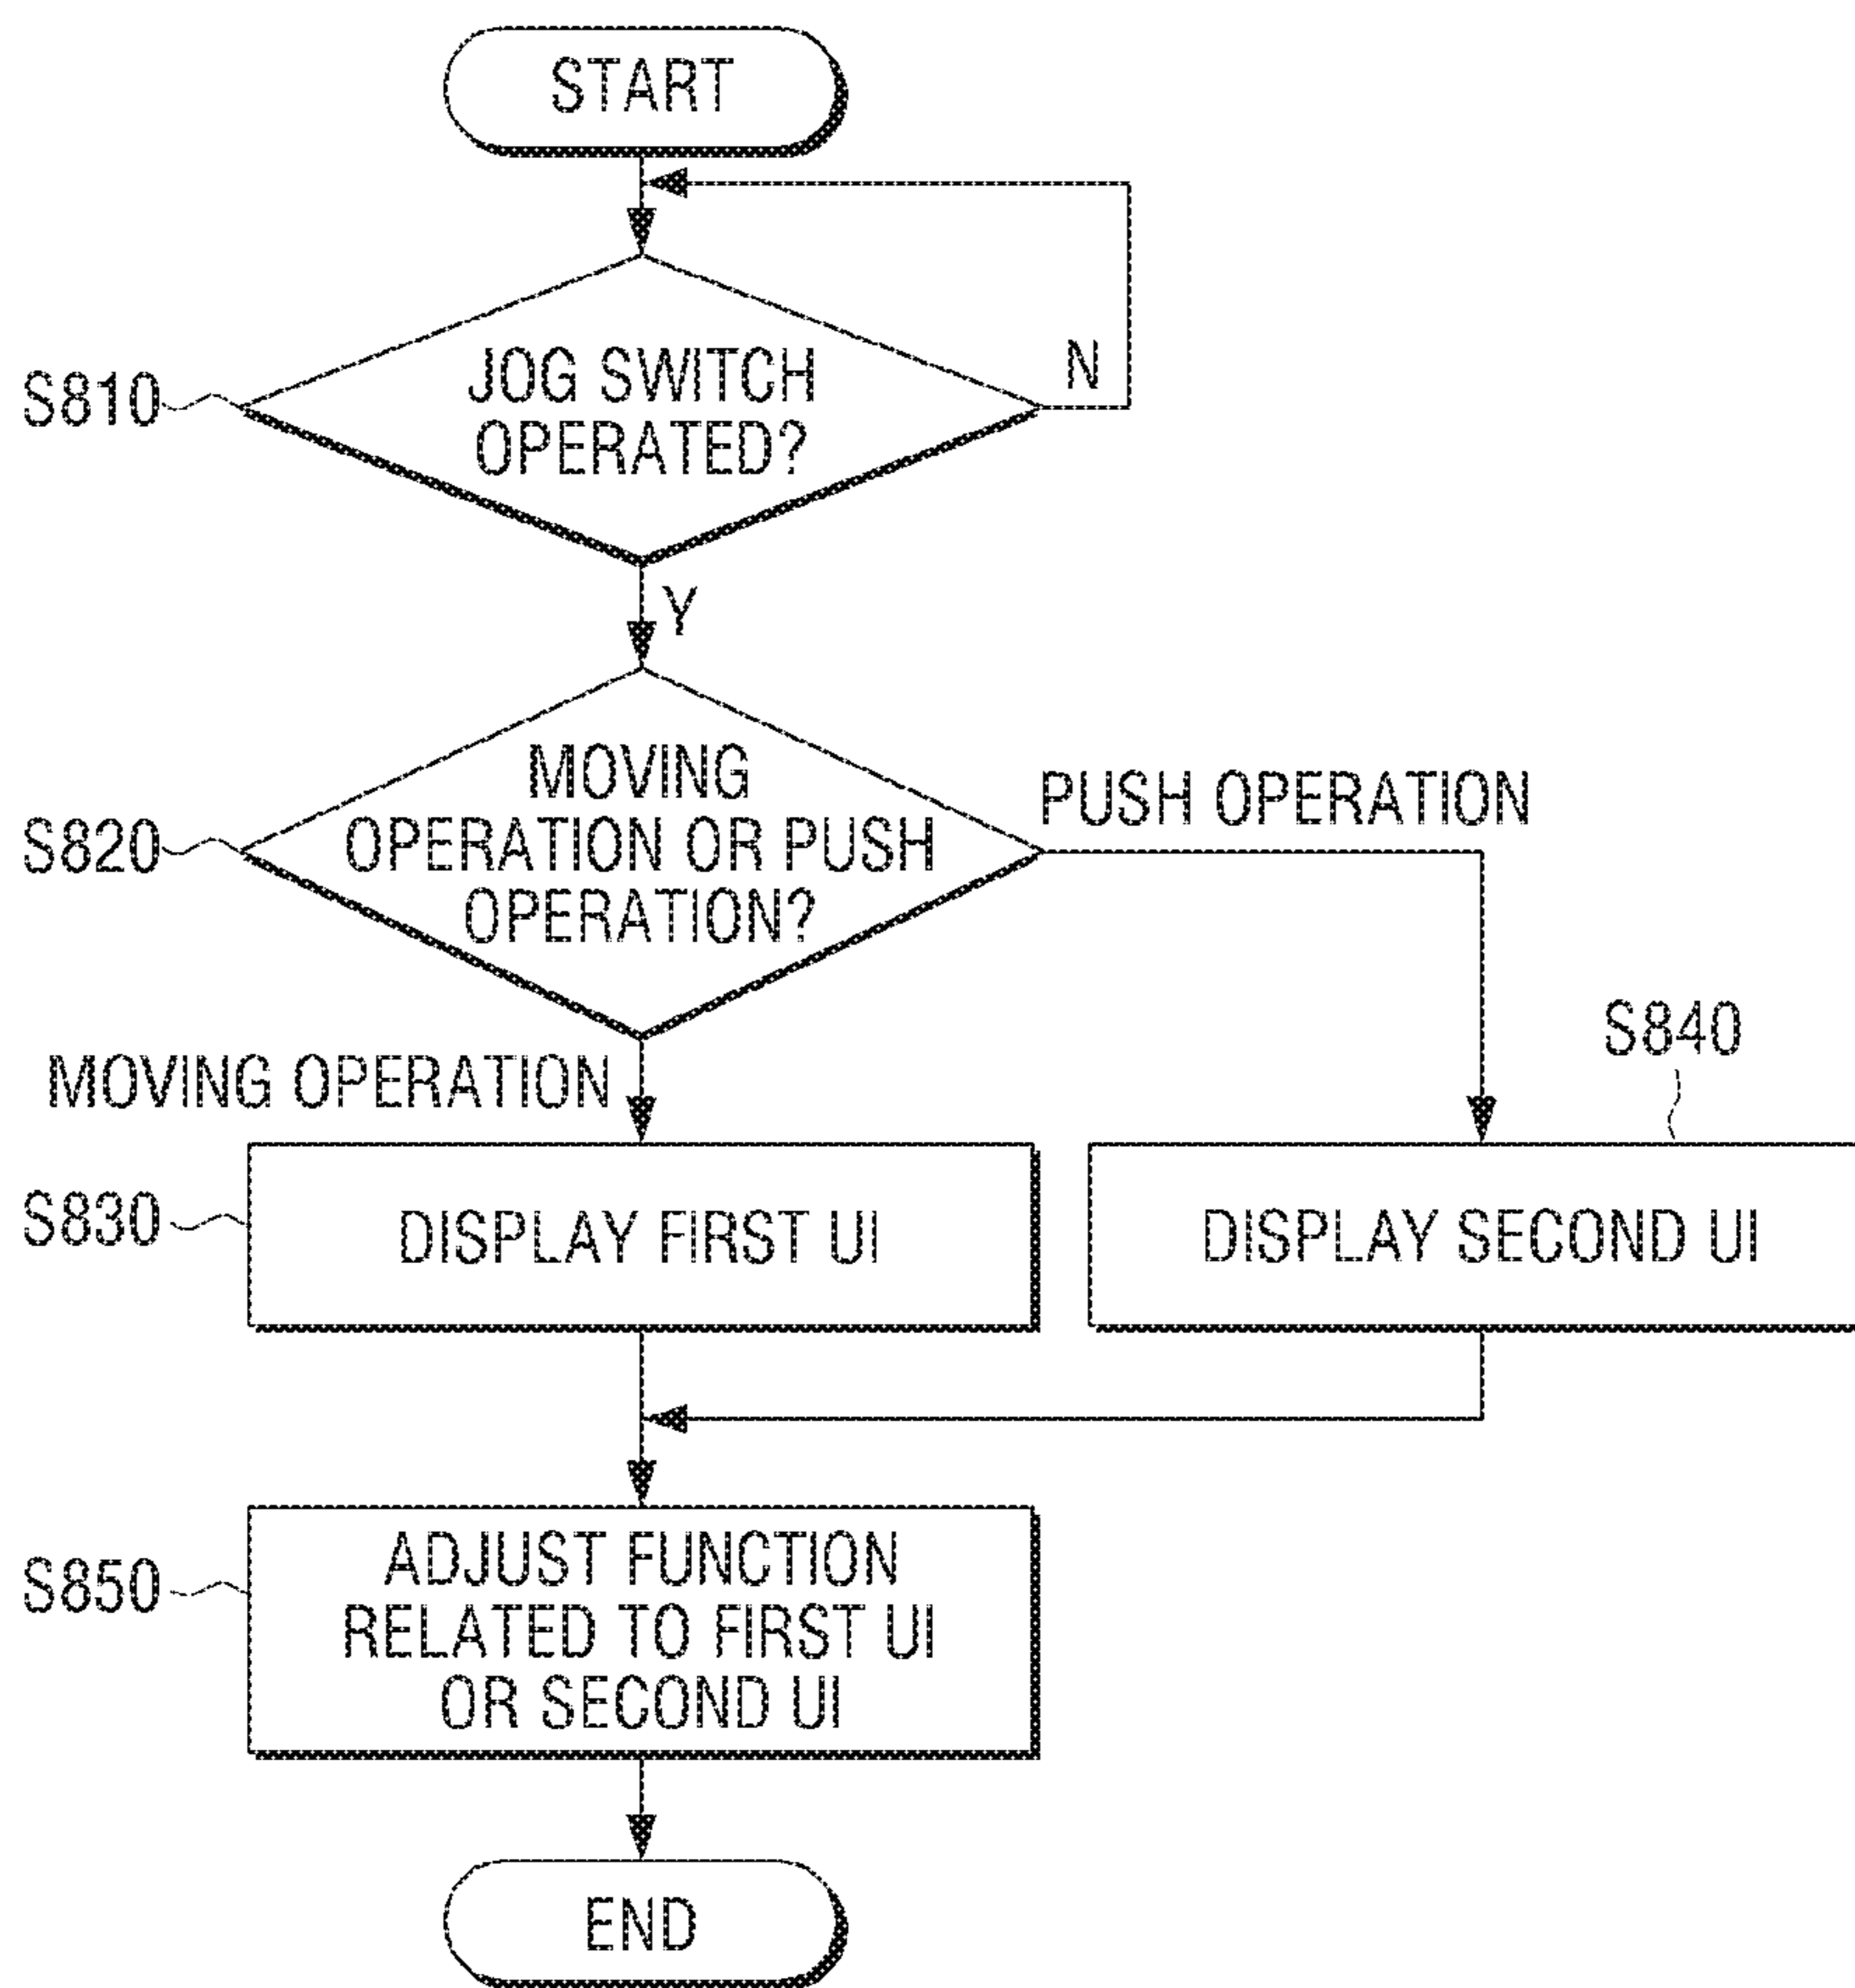 START
S810
JOG SWITCH
OPERATED?
N
Y
S820
MOVING
OPERATION OR PUSH
OPERATION?
PUSH OPERATION
MOVING OPERATION
S840
S830
DISPLAY FIRST UI
DISPLAY SECOND UI
S850
ADJUST FUNCTION
RELATED TO FIRST UI
OR SECOND UI
END